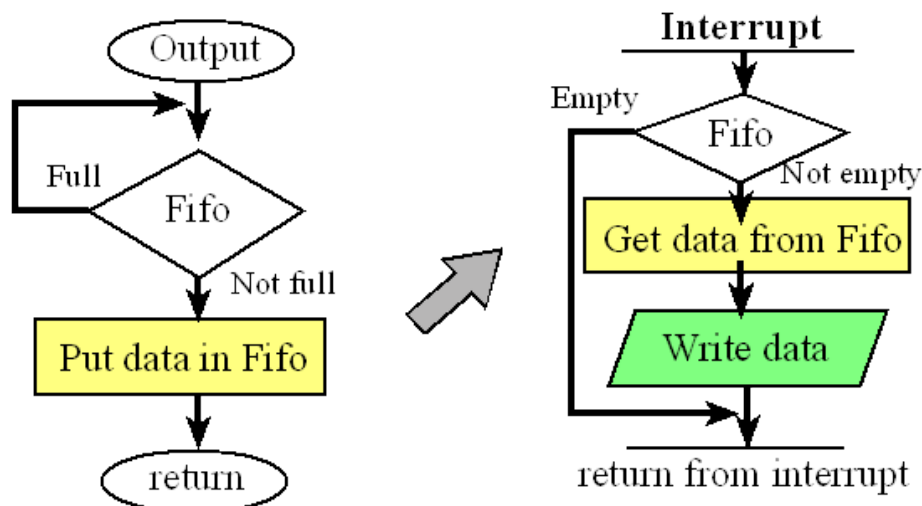 Output
Full
Fifo
Not full
Put data in Fifo
return
Interrupt
Empty
Fifo
Not empty
Get data from Fifo
Write data
return from interrupt